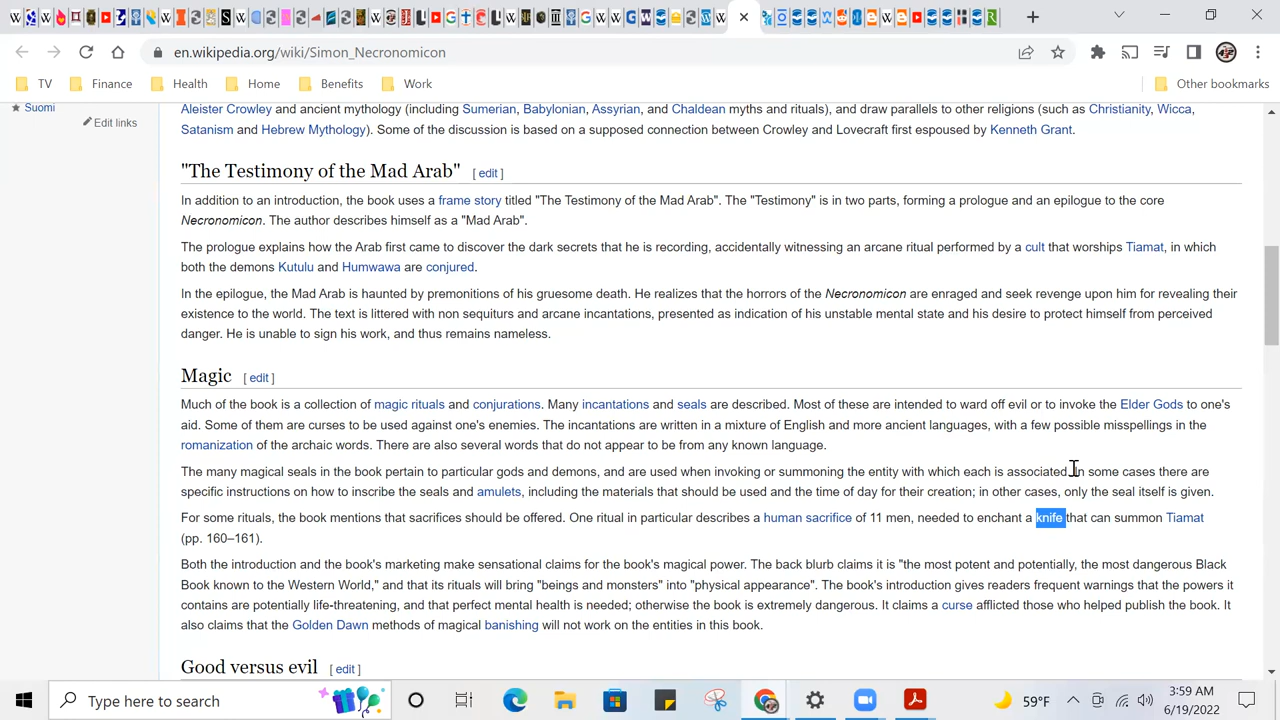 en.wikipedia.org/wiki/Simon_Necronomicon
TV
Finance
Health
Home
Benefits
Work
Other bookmarks
Suomi
Edit links
Aleister Crowley and ancient mythology (including Sumerian, Babylonian, Assyrian, and Chaldean myths and rituals), and draw parallels to other religions (such as Christianity, Wicca,
Satanism and Hebrew Mythology). Some of the discussion is based on a supposed connection between Crowley and Lovecraft first espoused by Kenneth Grant.
"The Testimony of the Mad Arab" [ edit ]
In addition to an introduction, the book uses a frame story titled "The Testimony of the Mad Arab". The "Testimony" is in two parts, forming a prologue and an epilogue to the core
Necronomicon. The author describes himself as a "Mad Arab".
The prologue explains how the Arab first came to discover the dark secrets that he is recording, accidentally witnessing an arcane ritual performed by a cult that worships Tiamat, in which
both the demons Kutulu and Humwawa are conjured.
In the epilogue, the Mad Arab is haunted by premonitions of his gruesome death. He realizes that the horrors of the Necronomicon are enraged and seek revenge upon him for revealing their
existence to the world. The text is littered with non sequiturs and arcane incantations, presented as indication of his unstable mental state and his desire to protect himself from perceived
danger. He is unable to sign his work, and thus remains nameless.
Magic [ edit ]
Much of the book is a collection of magic rituals and conjurations. Many incantations and seals are described. Most of these are intended to ward off evil or to invoke the Elder Gods to one's
aid. Some of them are curses to be used against one's enemies. The incantations are written in a mixture of English and more ancient languages, with a few possible misspellings in the
romanization of the archaic words. There are also several words that do not appear to be from any known language.
The many magical seals in the book pertain to particular gods and demons, and are used when invoking or summoning the entity with which each is associated. In some cases there are
specific instructions on how to inscribe the seals and amulets, including the materials that should be used and the time of day for their creation; in other cases, only the seal itself is given.
For some rituals, the book mentions that sacrifices should be offered. One ritual in particular describes a human sacrifice of 11 men, needed to enchant a knife that can summon Tiamat
(pp. 160–161).
Both the introduction and the book's marketing make sensational claims for the book's magical power. The back blurb claims it is "the most potent and potentially, the most dangerous Black
Book known to the Western World," and that its rituals will bring "beings and monsters" into "physical appearance". The book's introduction gives readers frequent warnings that the powers it
contains are potentially life-threatening, and that perfect mental health is needed; otherwise the book is extremely dangerous. It claims a curse afflicted those who helped publish the book. It
also claims that the Golden Dawn methods of magical banishing will not work on the entities in this book.
Good versus evil [ edit ]
Type here to search
59°F
3:59 AM
6/19/2022